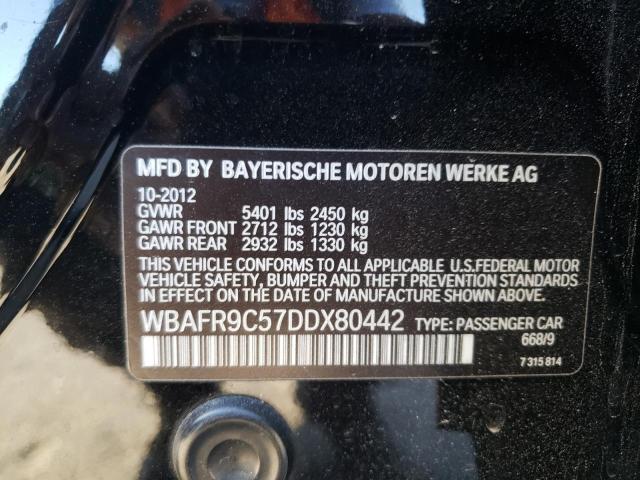 MFD BY BAYERISCHE MOTOREN WERKE AG
10-2012
GVWR 5401 lbs 2450 kg
GAWR FRONT 2712 lbs 1230 kg
GAWR REAR 2932 lbs 1330 kg
THIS VEHICLE CONFORMS TO ALL APPLICABLE U.S.FEDERAL MOTOR
VEHICLE SAFETY, BUMPER AND THEFT PREVENTION STANDARDS
IN EFFECT ON THE DATE OF MANUFACTURE SHOWN ABOVE.
WBAFR9C57DDX80442 TYPE: PASSENGER CAR
668/9
7 315 814